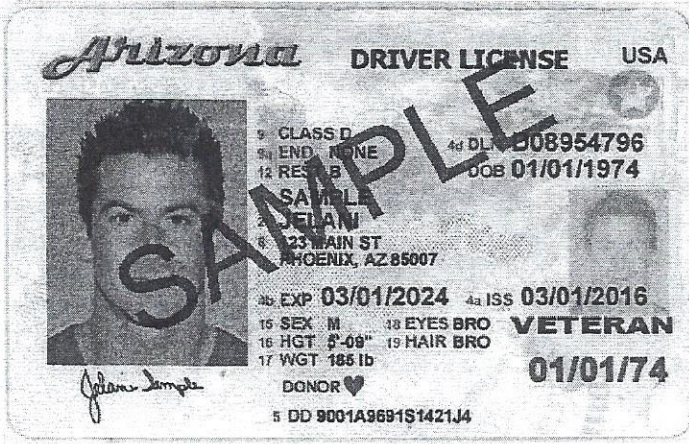 Arizona DRIVER LICENSE USA
9 CLASS D
9a END NONE 4d DLN D08954796
12 REST B DOB 01/01/1974
SAMPLE
2 JELANI
8 123 MAIN ST
PHOENIX, AZ 85007
4b EXP 03/01/2024 4a ISS 03/01/2016
15 SEX M 18 EYES BRO VETERAN
16 HGT 5'-09" 19 HAIR BRO
17 WGT 185 lb 01/01/74
Jelani Sample
DONOR
5 DD 9001A9691S1421J4
SAMPLE